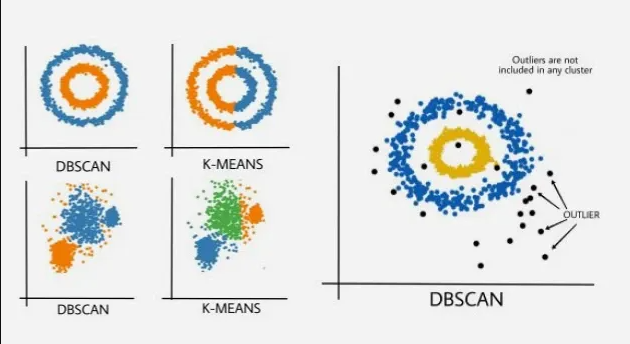 Outliers are not
included in any cluster
DBSCAN
K-MEANS
OUTLIER
DBSCAN
K-MEANS
DBSCAN